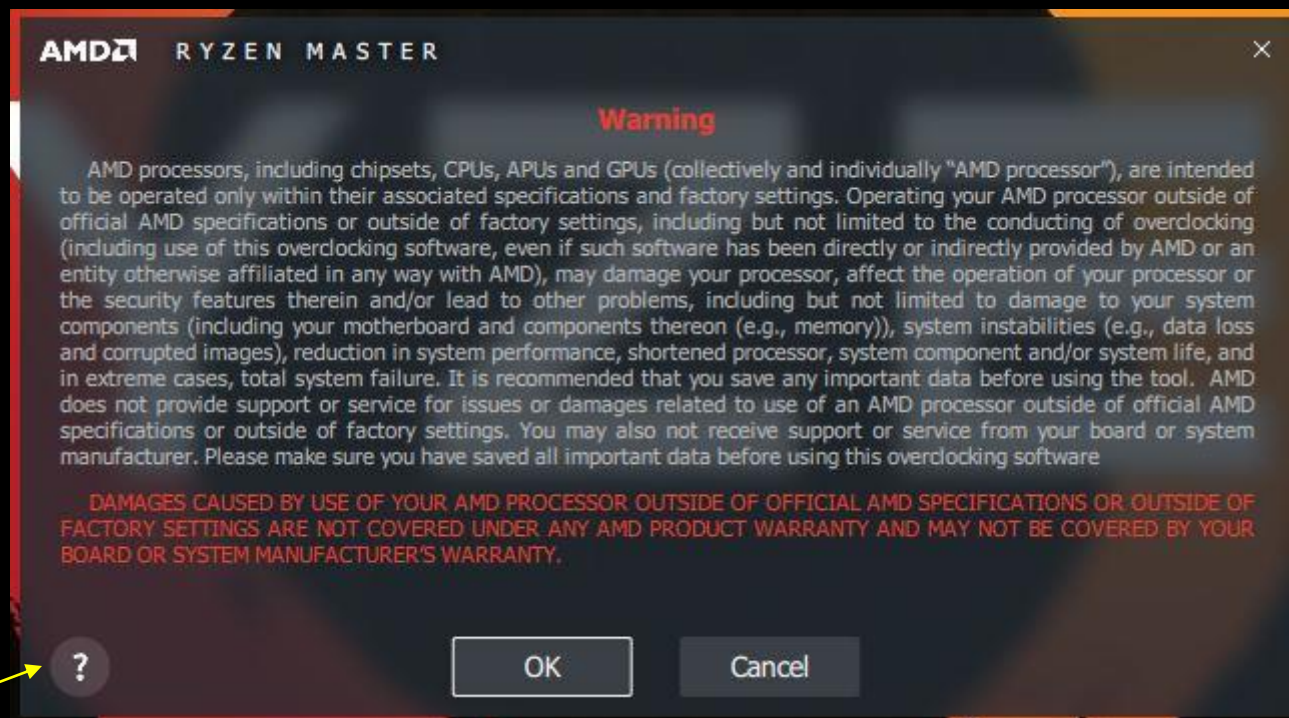 AMD RYZEN MASTER ×
Warning
AMD processors, including chipsets, CPUs, APUs and GPUs (collectively and individually “AMD processor”), are intended
to be operated only within their associated specifications and factory settings. Operating your AMD processor outside of
official AMD specifications or outside of factory settings, including but not limited to the conducting of overclocking
(including use of this overclocking software, even if such software has been directly or indirectly provided by AMD or an
entity otherwise affiliated in any way with AMD), may damage your processor, affect the operation of your processor or
the security features therein and/or lead to other problems, including but not limited to damage to your system
components (including your motherboard and components thereon (e.g., memory)), system instabilities (e.g., data loss
and corrupted images), reduction in system performance, shortened processor, system component and/or system life, and
in extreme cases, total system failure. It is recommended that you save any important data before using the tool. AMD
does not provide support or service for issues or damages related to use of an AMD processor outside of official AMD
specifications or outside of factory settings. You may also not receive support or service from your board or system
manufacturer. Please make sure you have saved all important data before using this overclocking software
DAMAGES CAUSED BY USE OF YOUR AMD PROCESSOR OUTSIDE OF OFFICIAL AMD SPECIFICATIONS OR OUTSIDE OF
FACTORY SETTINGS ARE NOT COVERED UNDER ANY AMD PRODUCT WARRANTY AND MAY NOT BE COVERED BY YOUR
BOARD OR SYSTEM MANUFACTURER'S WARRANTY.
? OK Cancel